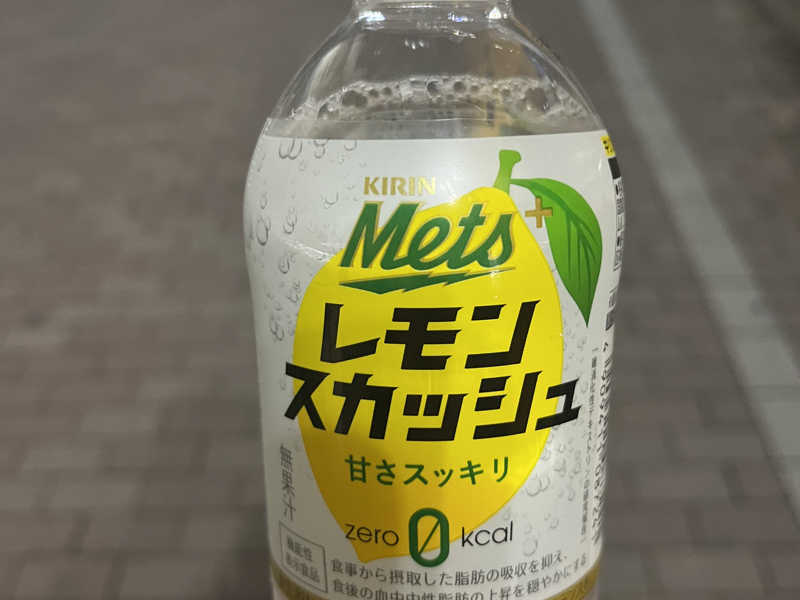 KIRIN
Mets+
レモン
スカッシュ
甘さスッキリ
無果汁
zero 0 kcal
機能性
表示食品
食事から摂取した脂肪の吸収を抑え、
食後の血中中性脂肪の上昇を穏やかにする